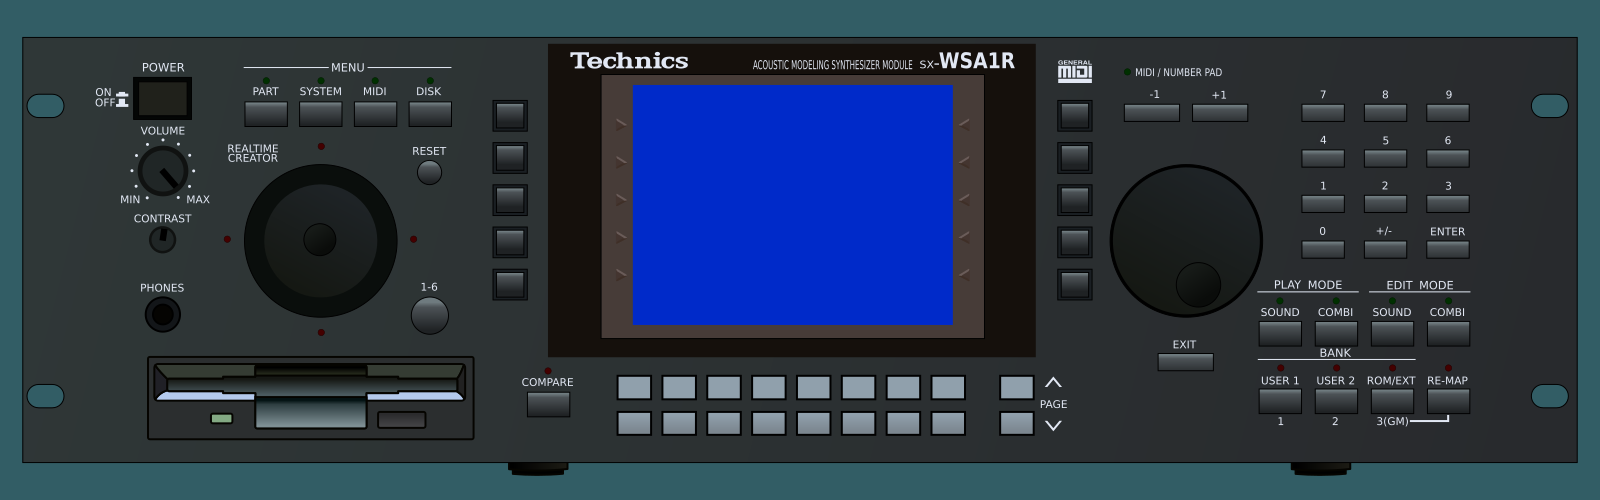 POWER
ON
OFF
VOLUME
MIN MAX
CONTRAST
PHONES
MENU
PART SYSTEM MIDI DISK
REALTIME
CREATOR
RESET
1-6
Technics
ACOUSTIC MODELING SYNTHESIZER MODULE SX-WSA1R
COMPARE
PAGE
GENERAL
MIDI
MIDI / NUMBER PAD
-1 +1
7 8 9
4 5 6
1 2 3
0 +/- ENTER
EXIT
PLAY MODE EDIT MODE
SOUND COMBI SOUND COMBI
BANK
USER 1 USER 2 ROM/EXT RE-MAP
1 2 3(GM)